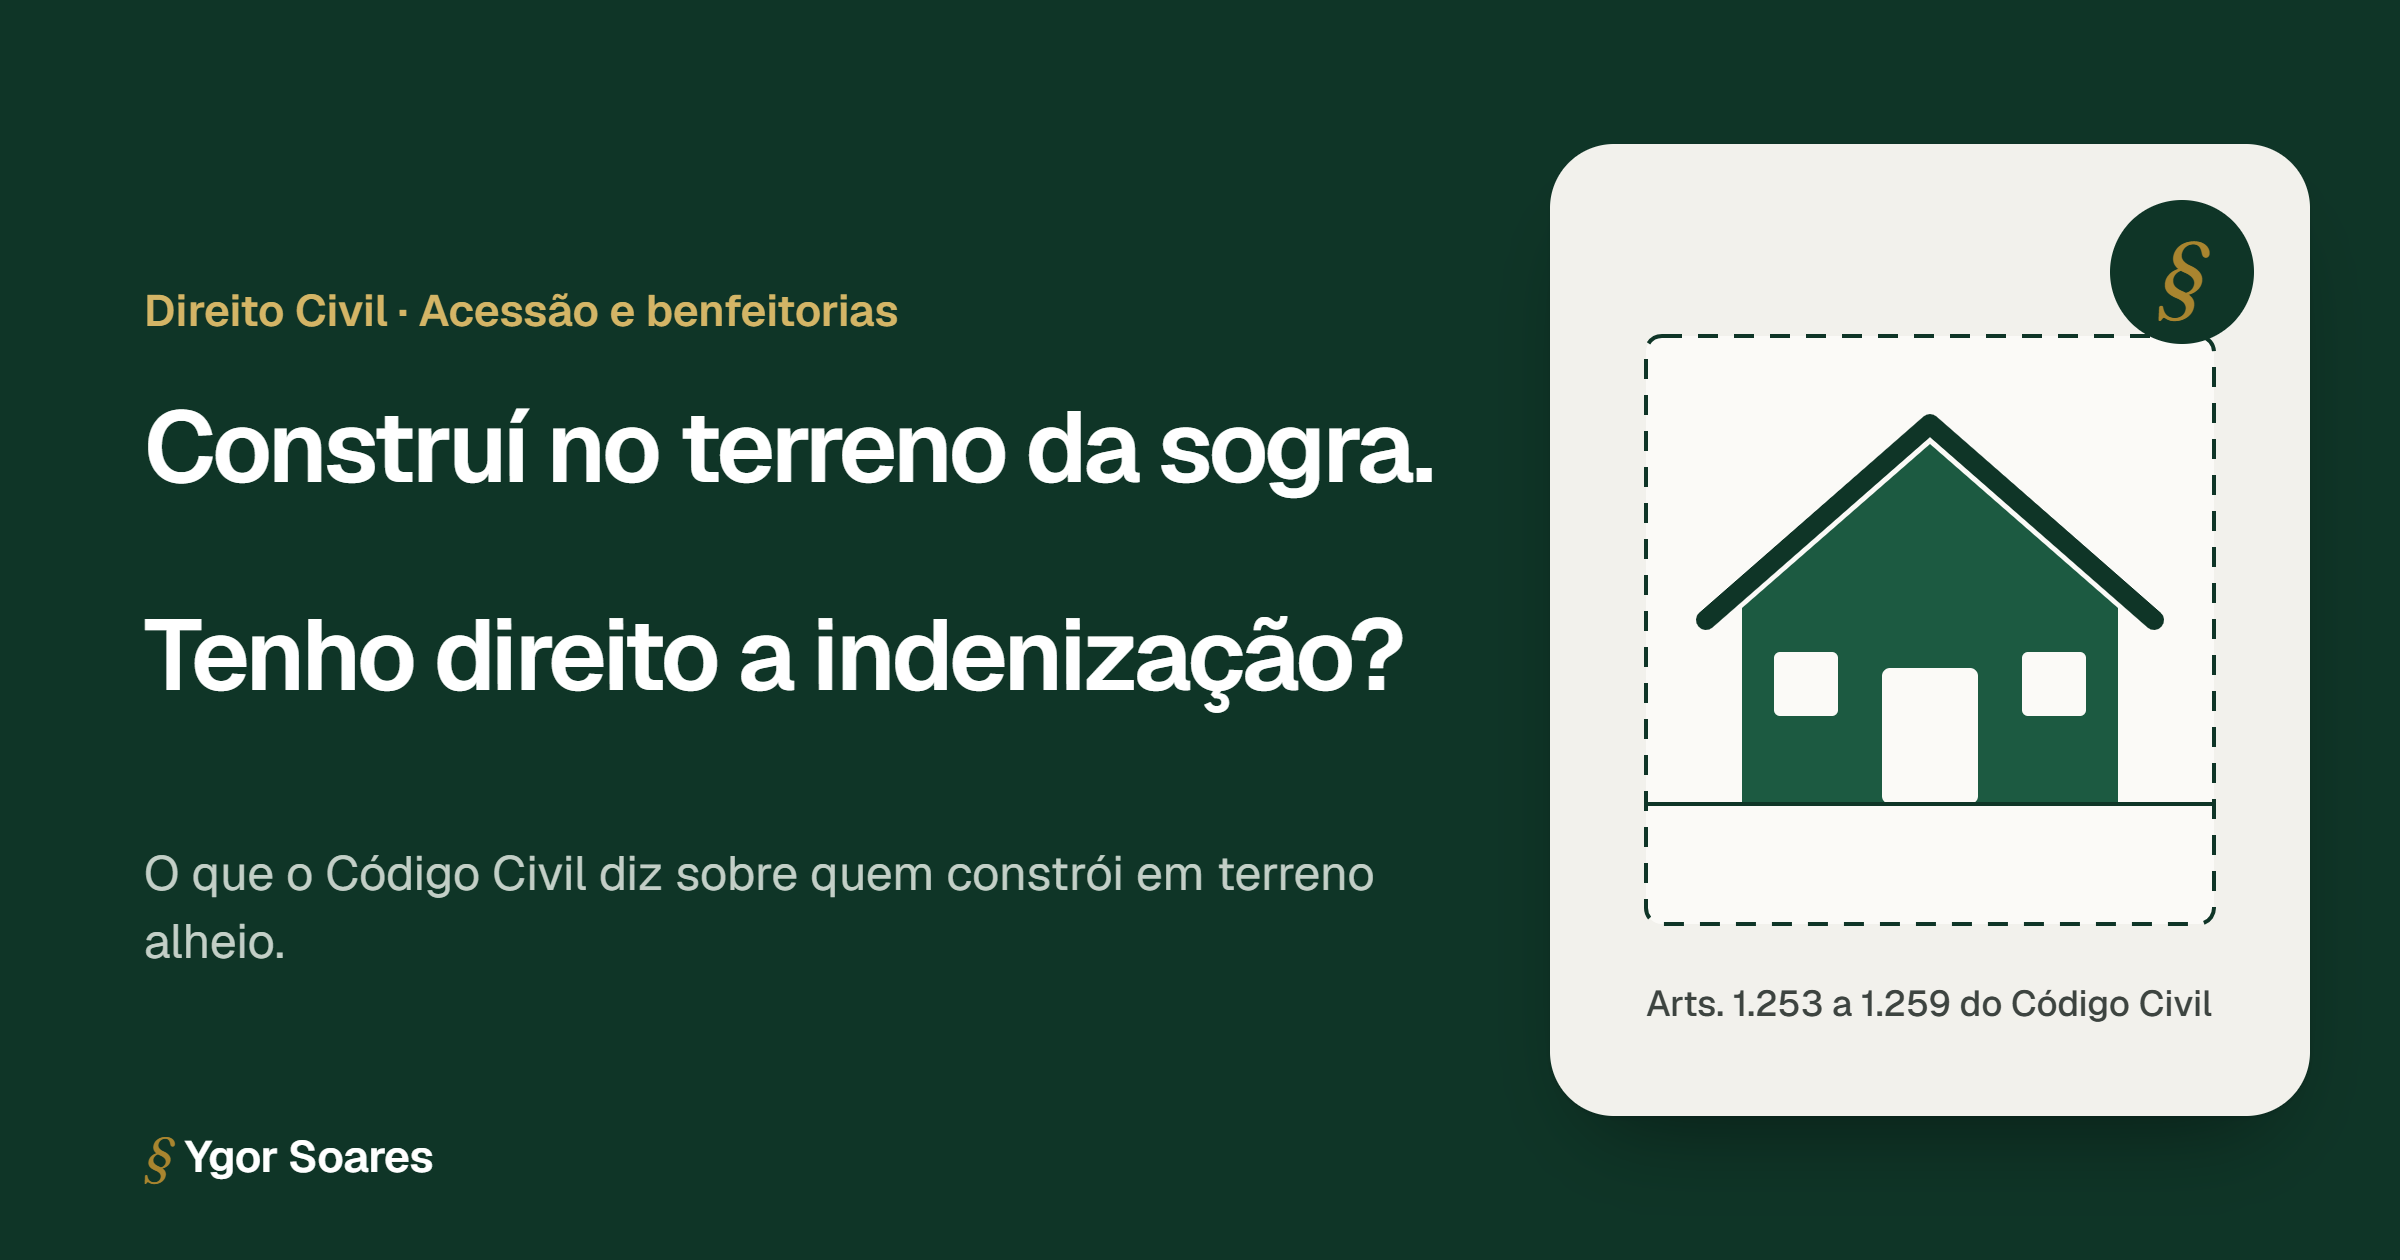 Direito Civil · Acessão e benfeitorias
Construí no terreno da sogra.
Tenho direito a indenização?
O que o Código Civil diz sobre quem constrói em terreno
alheio.
§ Ygor Soares
§
Arts. 1.253 a 1.259 do Código Civil